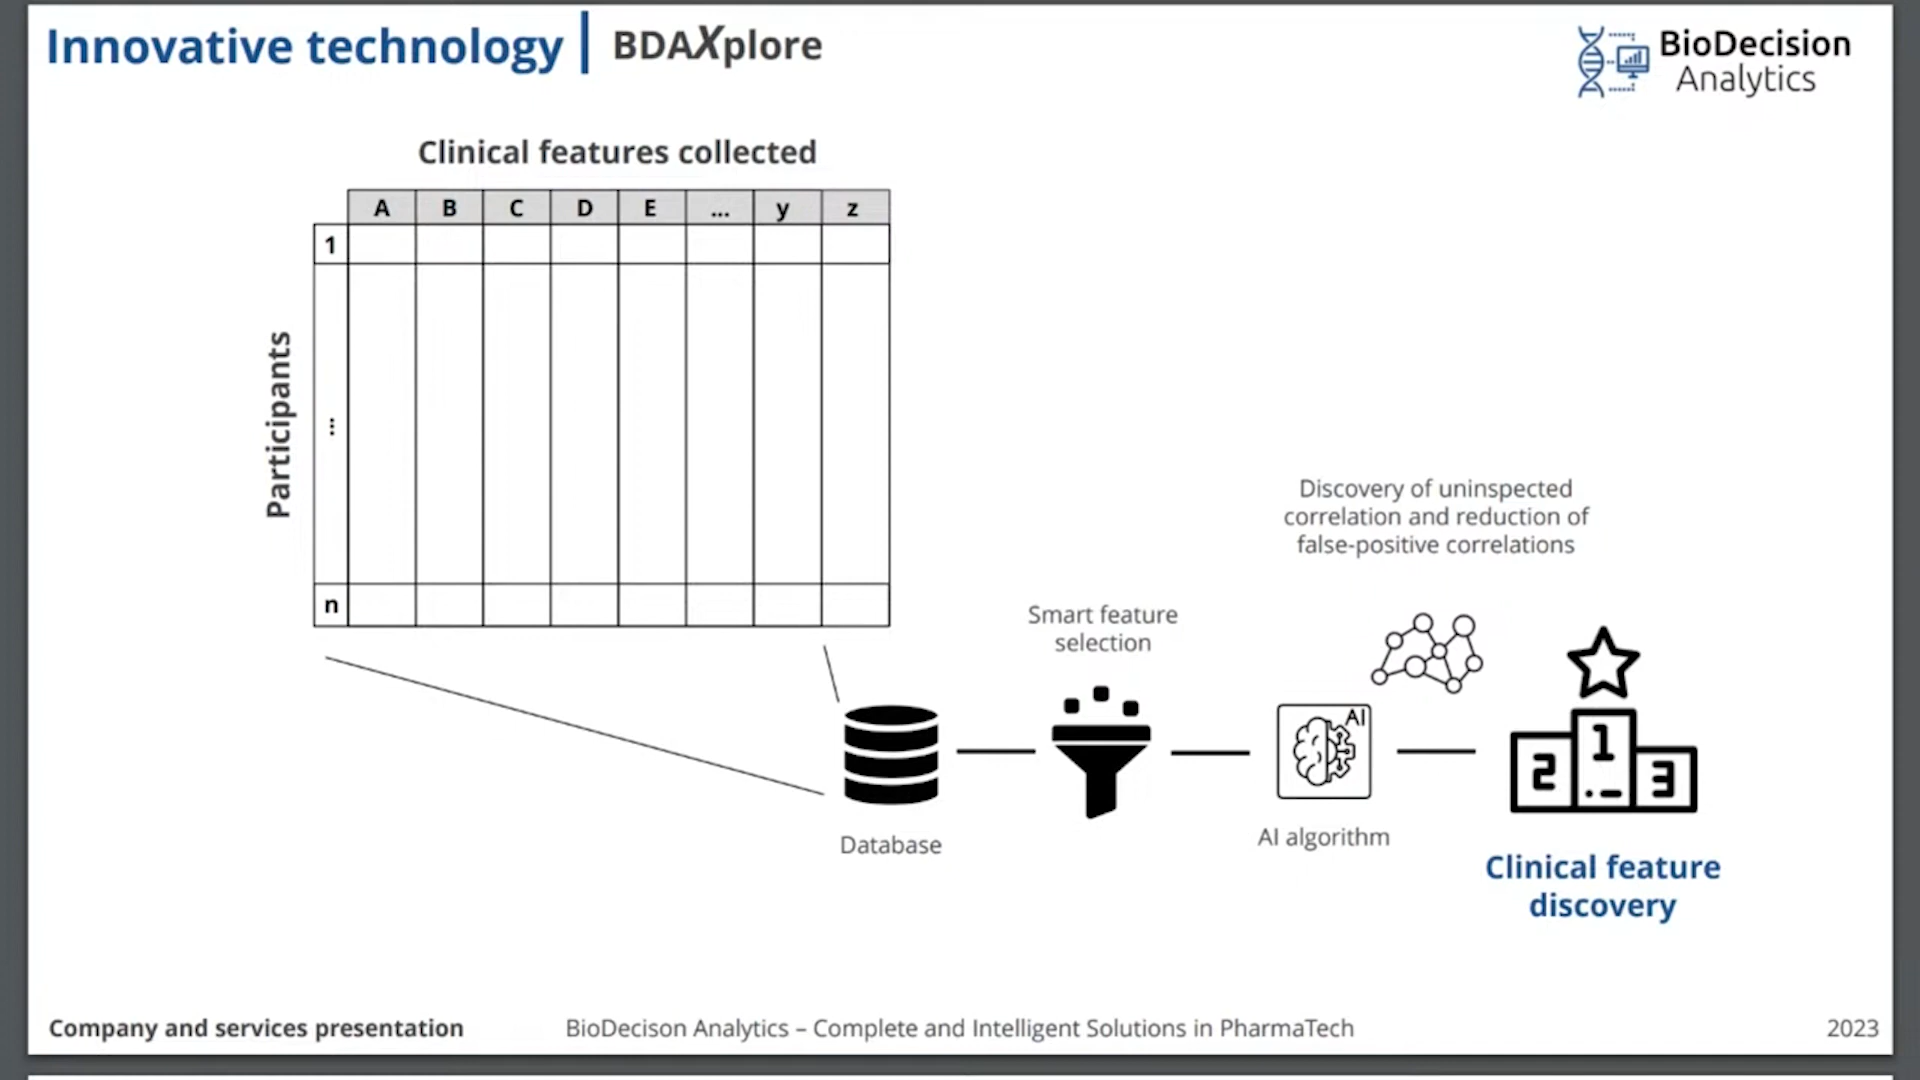 Innovative technology | BDAXplore
BioDecision
Analytics
Clinical features collected
A B C D E ... y z
1
Participants
...
n
Discovery of uninspected
correlation and reduction of
false-positive correlations
Smart feature
selection
AI
2 1 3
Database
AI algorithm
Clinical feature
discovery
Company and services presentation
BioDecison Analytics – Complete and Intelligent Solutions in PharmaTech
2023